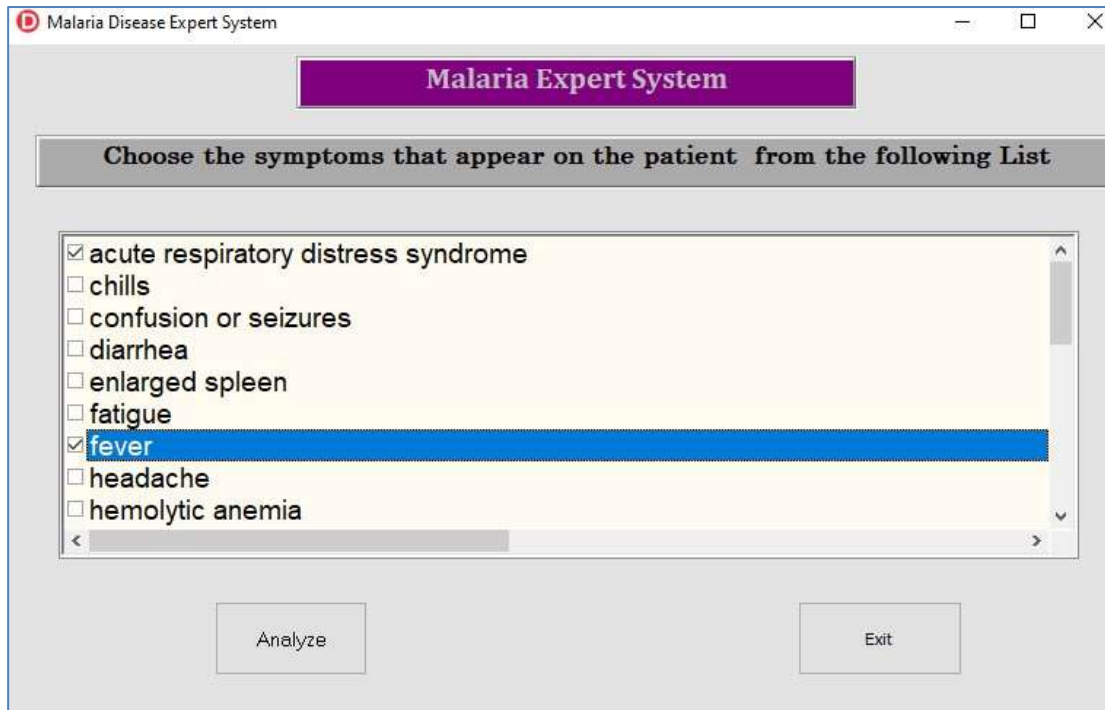 Malaria Disease Expert System
Malaria Expert System
Choose the symptoms that appear on the patient from the following List
acute respiratory distress syndrome
chills
confusion or seizures
diarrhea
enlarged spleen
fatigue
fever
headache
hemolytic anemia
Analyze
Exit